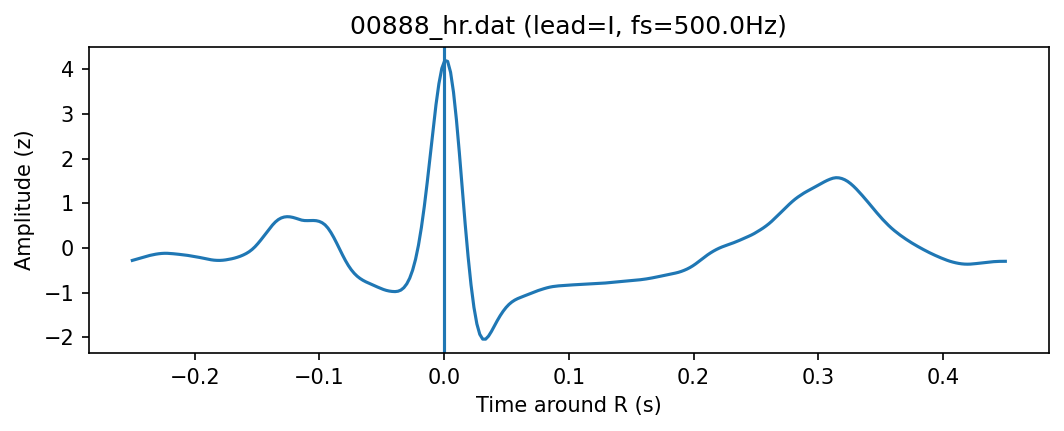 00888_hr.dat (lead=I, fs=500.0Hz)
Amplitude (z)
4
3
2
1
0
−1
−2
−0.2 −0.1 0.0 0.1 0.2 0.3 0.4
Time around R (s)